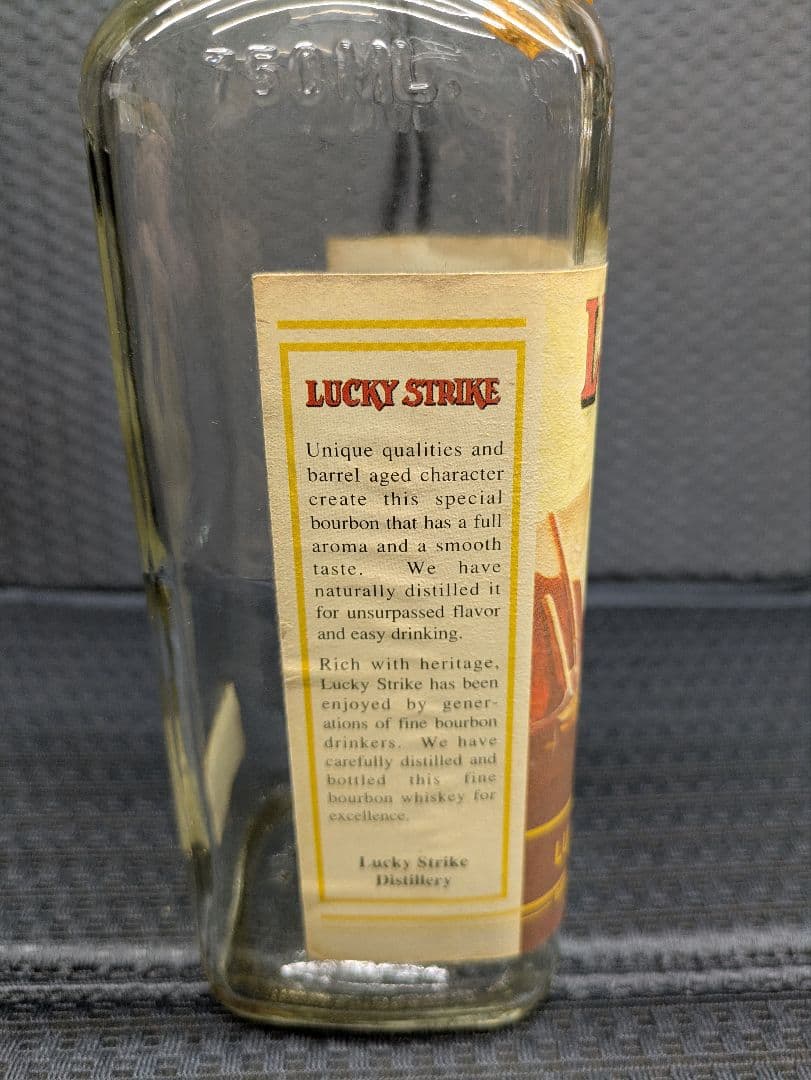 750ML.
LUCKY STRIKE
Unique qualities and
barrel aged character
create this special
bourbon that has a full
aroma and a smooth
taste. We have
naturally distilled it
for unsurpassed flavor
and easy drinking.
Rich with heritage,
Lucky Strike has been
enjoyed by gener-
ations of fine bourbon
drinkers. We have
carefully distilled and
bottled this fine
bourbon whiskey for
excellence.
Lucky Strike
Distillery